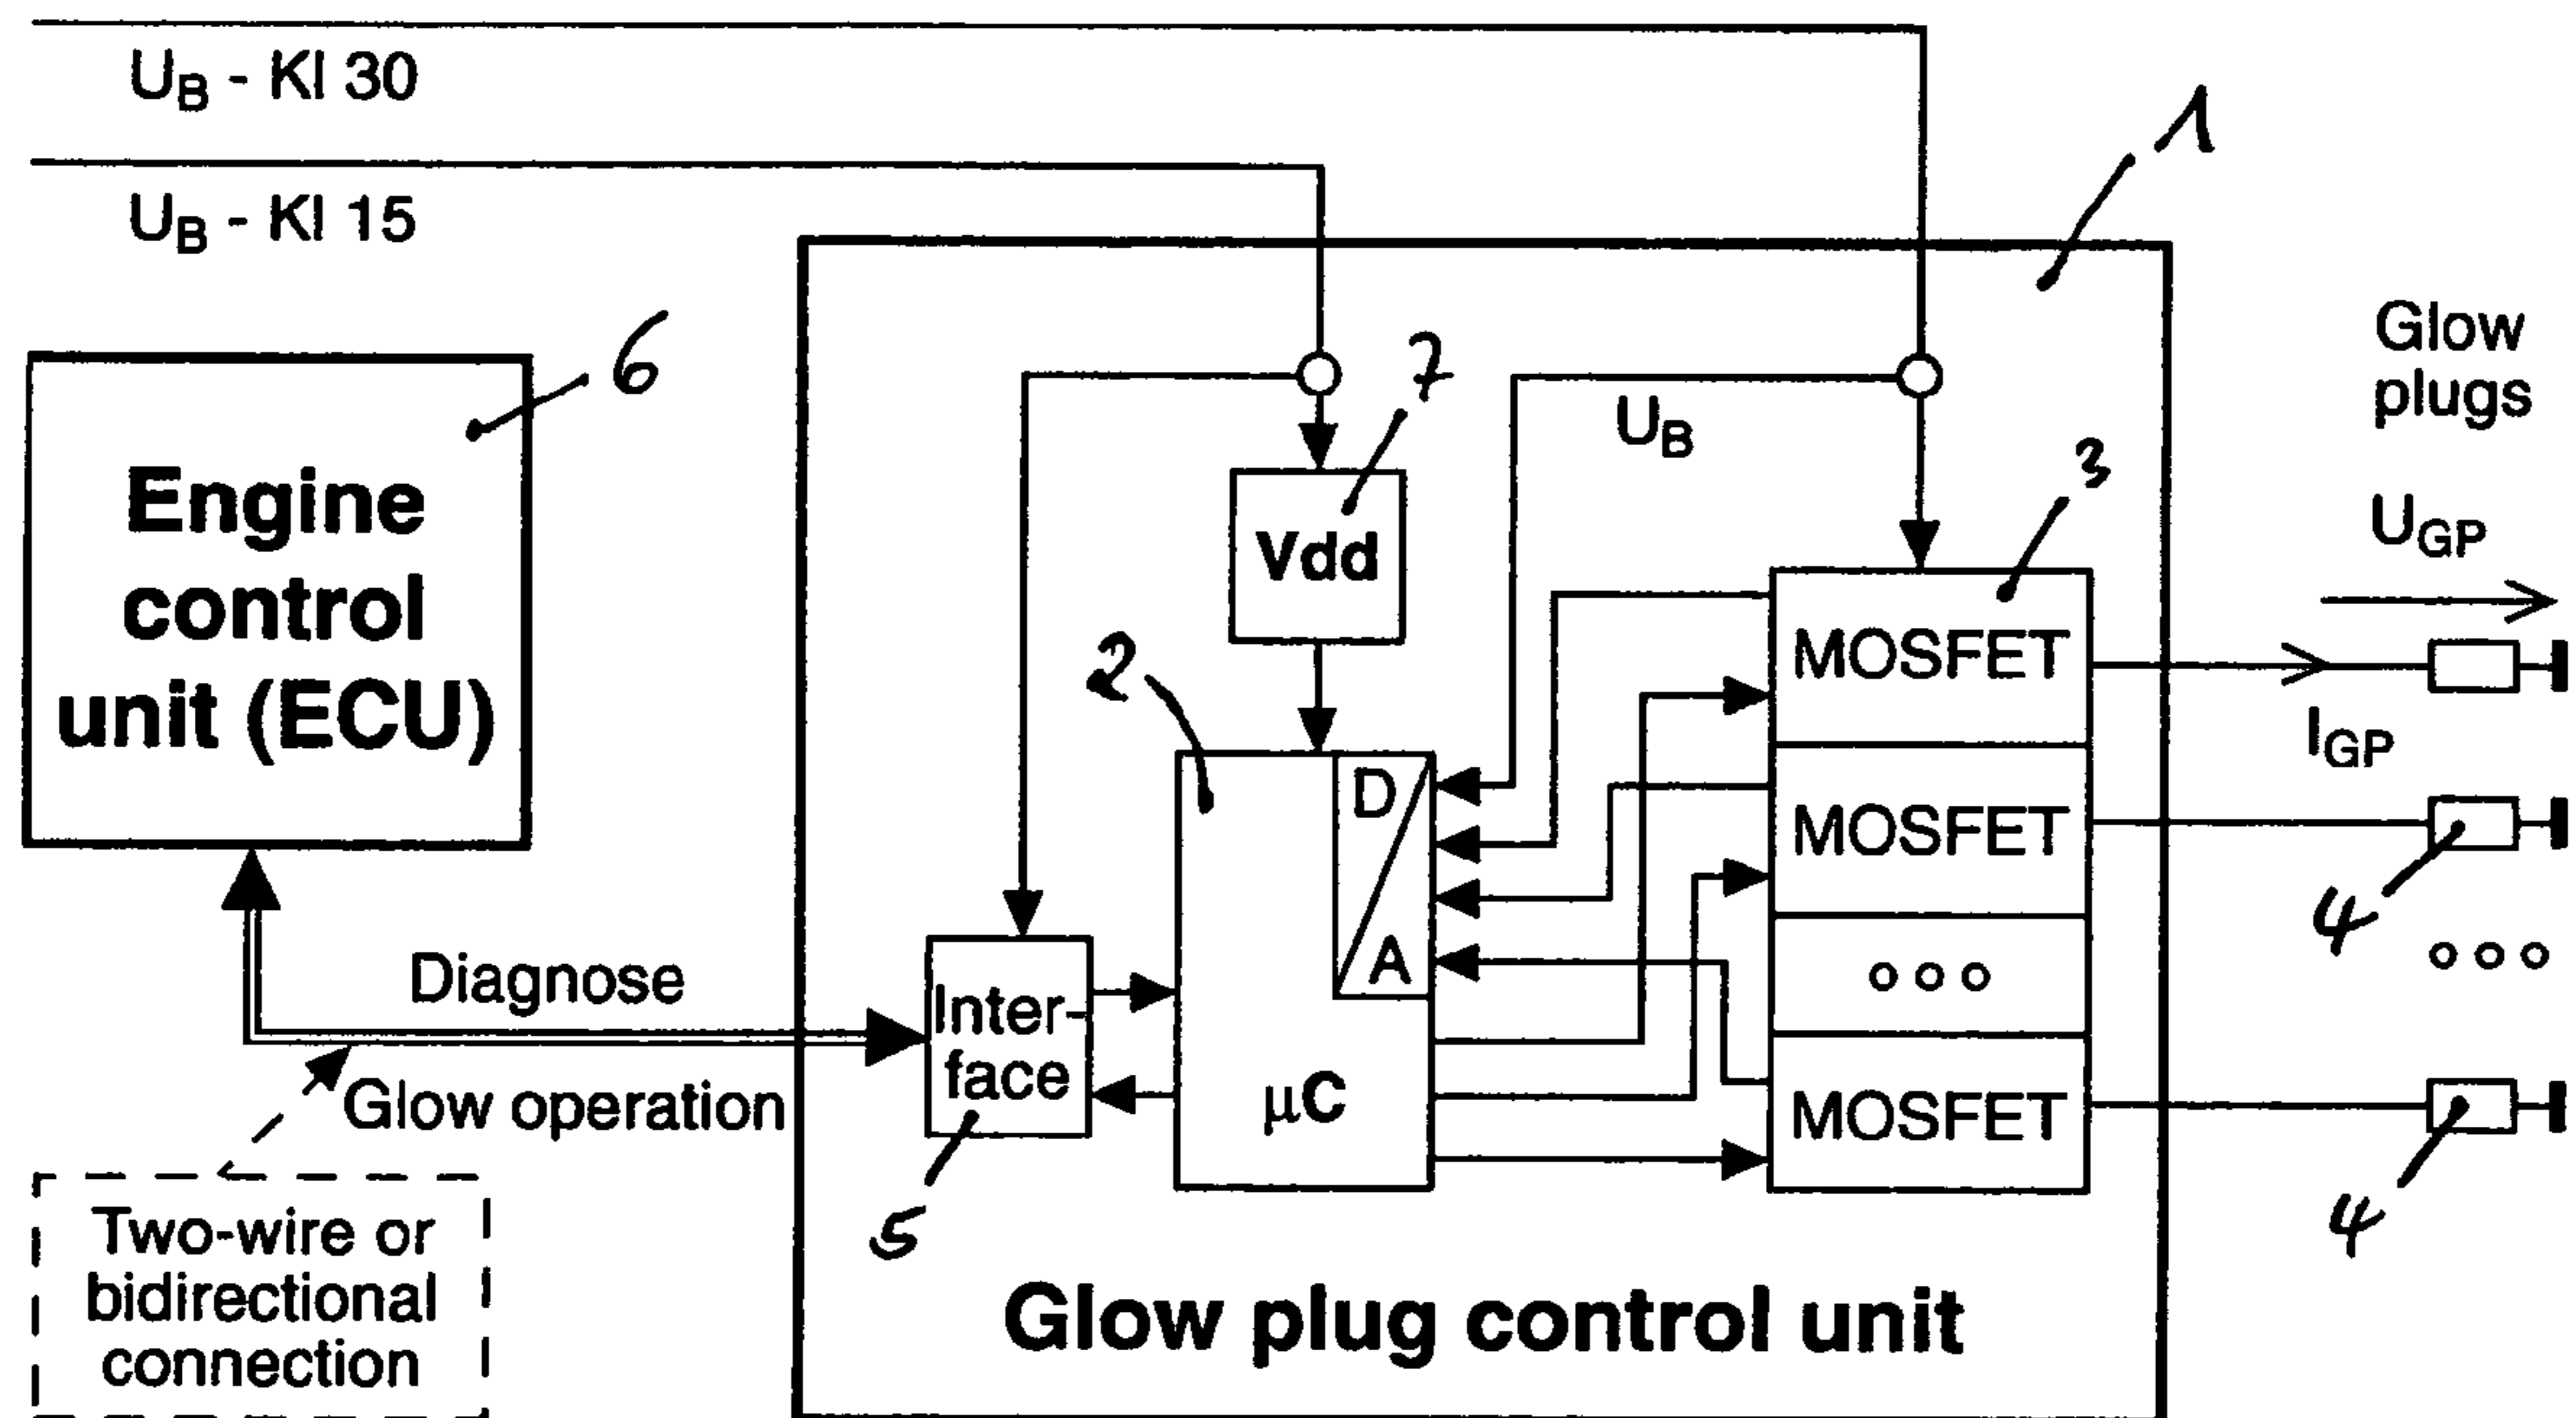 U_B - Kl 30
U_B - Kl 15
1
6
Engine
control
unit (ECU)
7
U_B
Vdd
3
Glow
plugs
U_GP
I_GP
2
D
A
µC
MOSFET
MOSFET
MOSFET
4
4
Diagnose
Glow operation
Inter-
face
5
Two-wire or
bidirectional
connection
Glow plug control unit